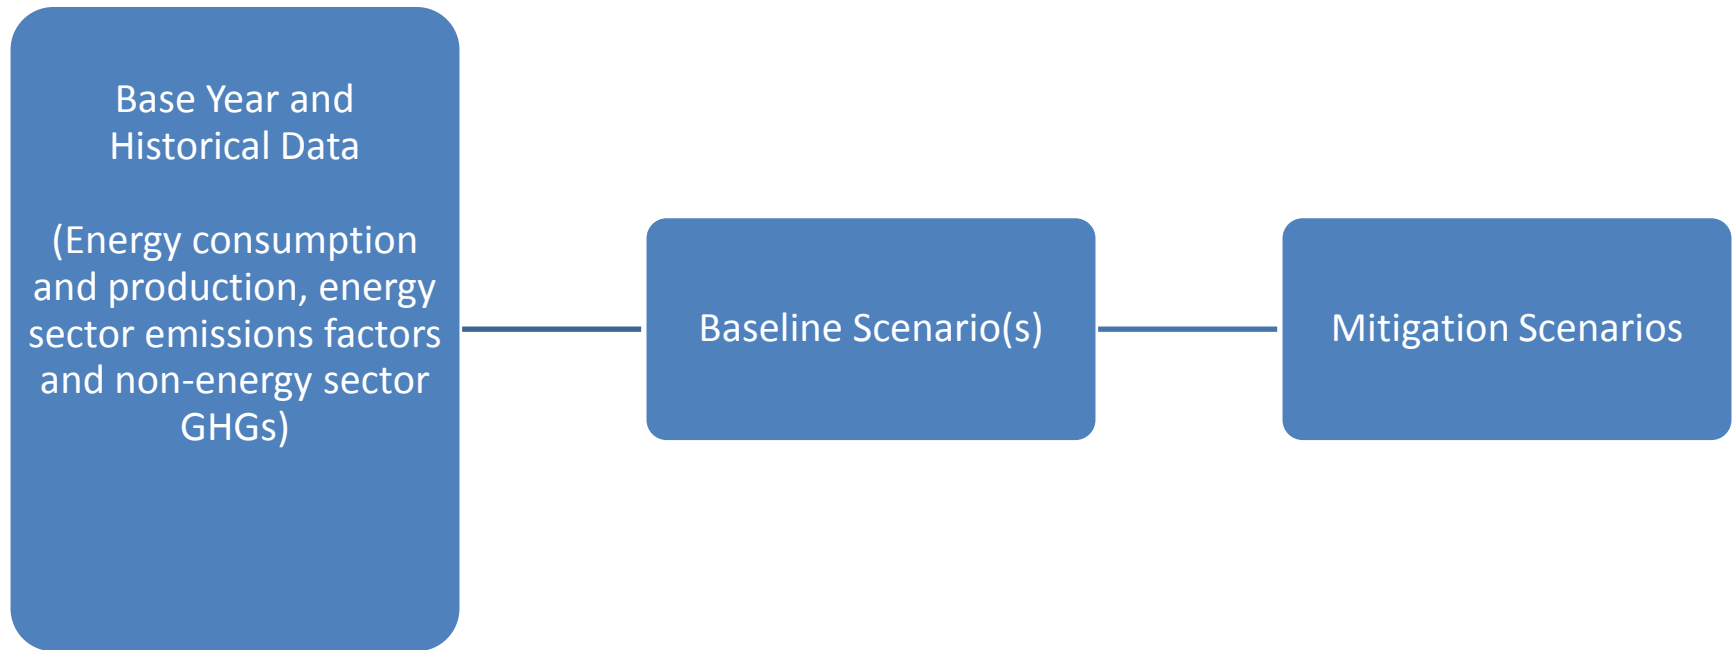 Base Year and
Historical Data
(Energy consumption
and production, energy
sector emissions factors
and non-energy sector
GHGs)
Baseline Scenario(s)
Mitigation Scenarios